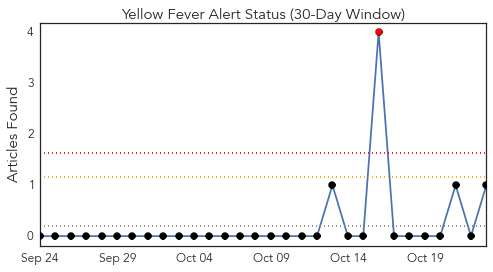 Yellow Fever Alert Status (30-Day Window)
Articles Found
4
3
2
1
0
Sep 24 Sep 29 Oct 04 Oct 09 Oct 14 Oct 19